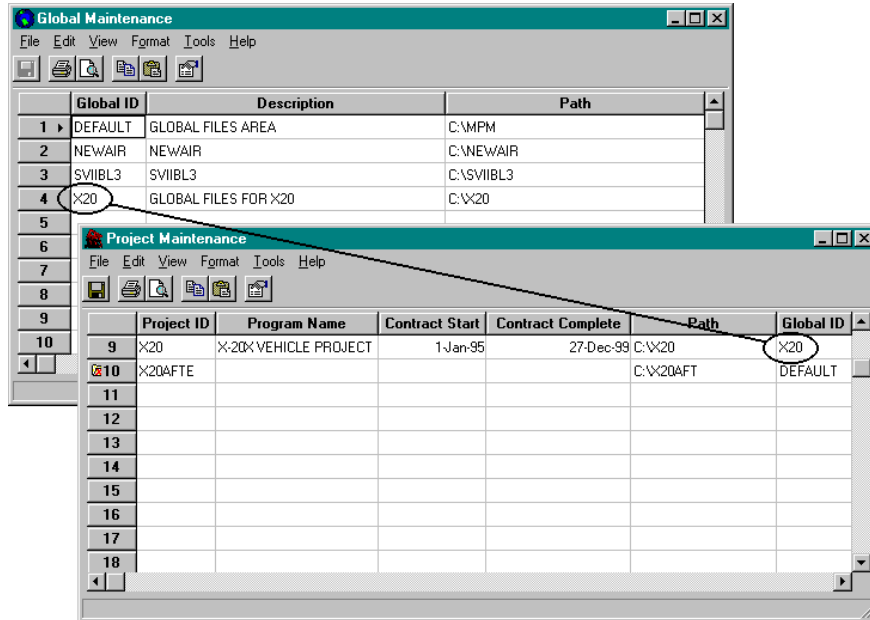 Global Maintenance
File Edit View Format Tools Help
Global ID Description Path
1 DEFAULT GLOBAL FILES AREA C:\MPM
2 NEWAIR NEWAIR C:\NEWAIR
3 SVIIBL3 SVIIBL3 C:\SVIIBL3
4 X20 GLOBAL FILES FOR X20 C:\X20
5
6
7
8
9
10
Project Maintenance
File Edit View Format Tools Help
Project ID Program Name Contract Start Contract Complete Path Global ID
9 X20 X-20X VEHICLE PROJECT 1-Jan-95 27-Dec-99 C:\X20 X20
10 X20AFTE C:\X20AFT DEFAULT
11
12
13
14
15
16
17
18